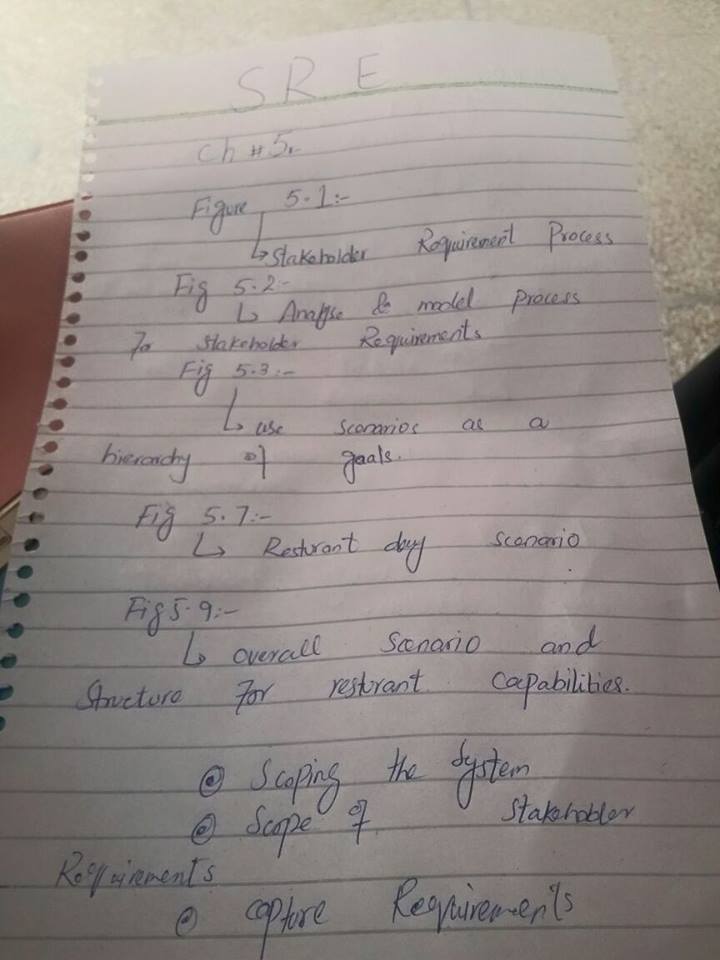 SRE
Ch # 5.
Figure 5.1:-
↳ Stakeholder Requirement Process
Fig 5.2:-
↳ Analyse & model process
For stakeholder Requirements
Fig 5.3:-
↳ use scenarios as a
hierarchy of goals.
Fig 5.7:-
↳ Resturant day scenario
Fig 5.9:-
↳ overall scenario and
structure For resturant capabilities.
◉ Scoping the System
◉ Scope of Stakeholder
Requirements
◉ Capture Requirements